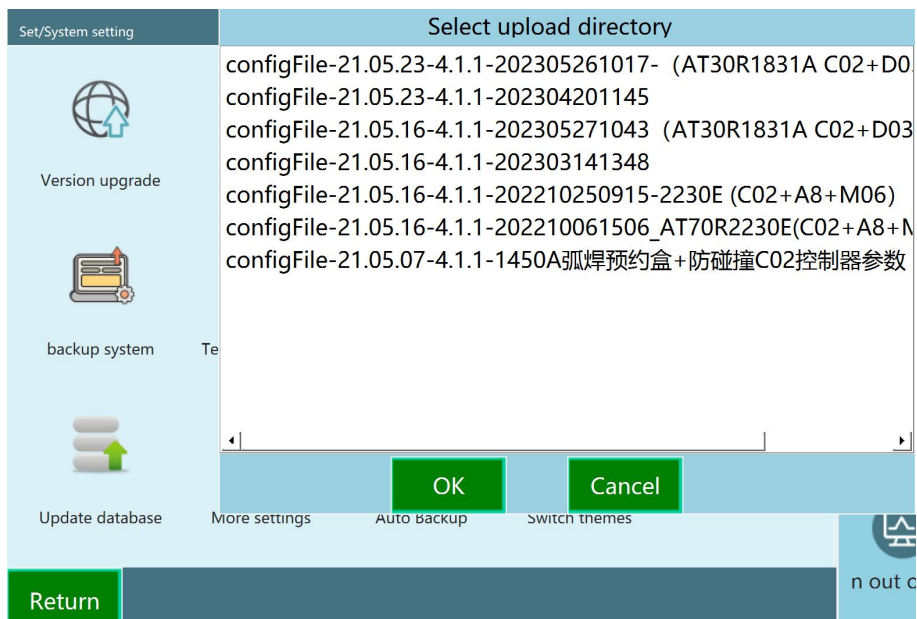 Set/System setting
Select upload directory
configFile-21.05.23-4.1.1-202305261017-（AT30R1831A C02+D0
configFile-21.05.23-4.1.1-202304201145
configFile-21.05.16-4.1.1-202305271043（AT30R1831A C02+D03
configFile-21.05.16-4.1.1-202303141348
configFile-21.05.16-4.1.1-202210250915-2230E (C02+A8+M06)
configFile-21.05.16-4.1.1-202210061506_AT70R2230E(C02+A8+
configFile-21.05.07-4.1.1-1450A弧焊预约盒+防碰撞C02控制器参数
Version upgrade
backup system
Te
OK
Cancel
Update database
More settings
Auto Backup
Switch themes
n out
Return